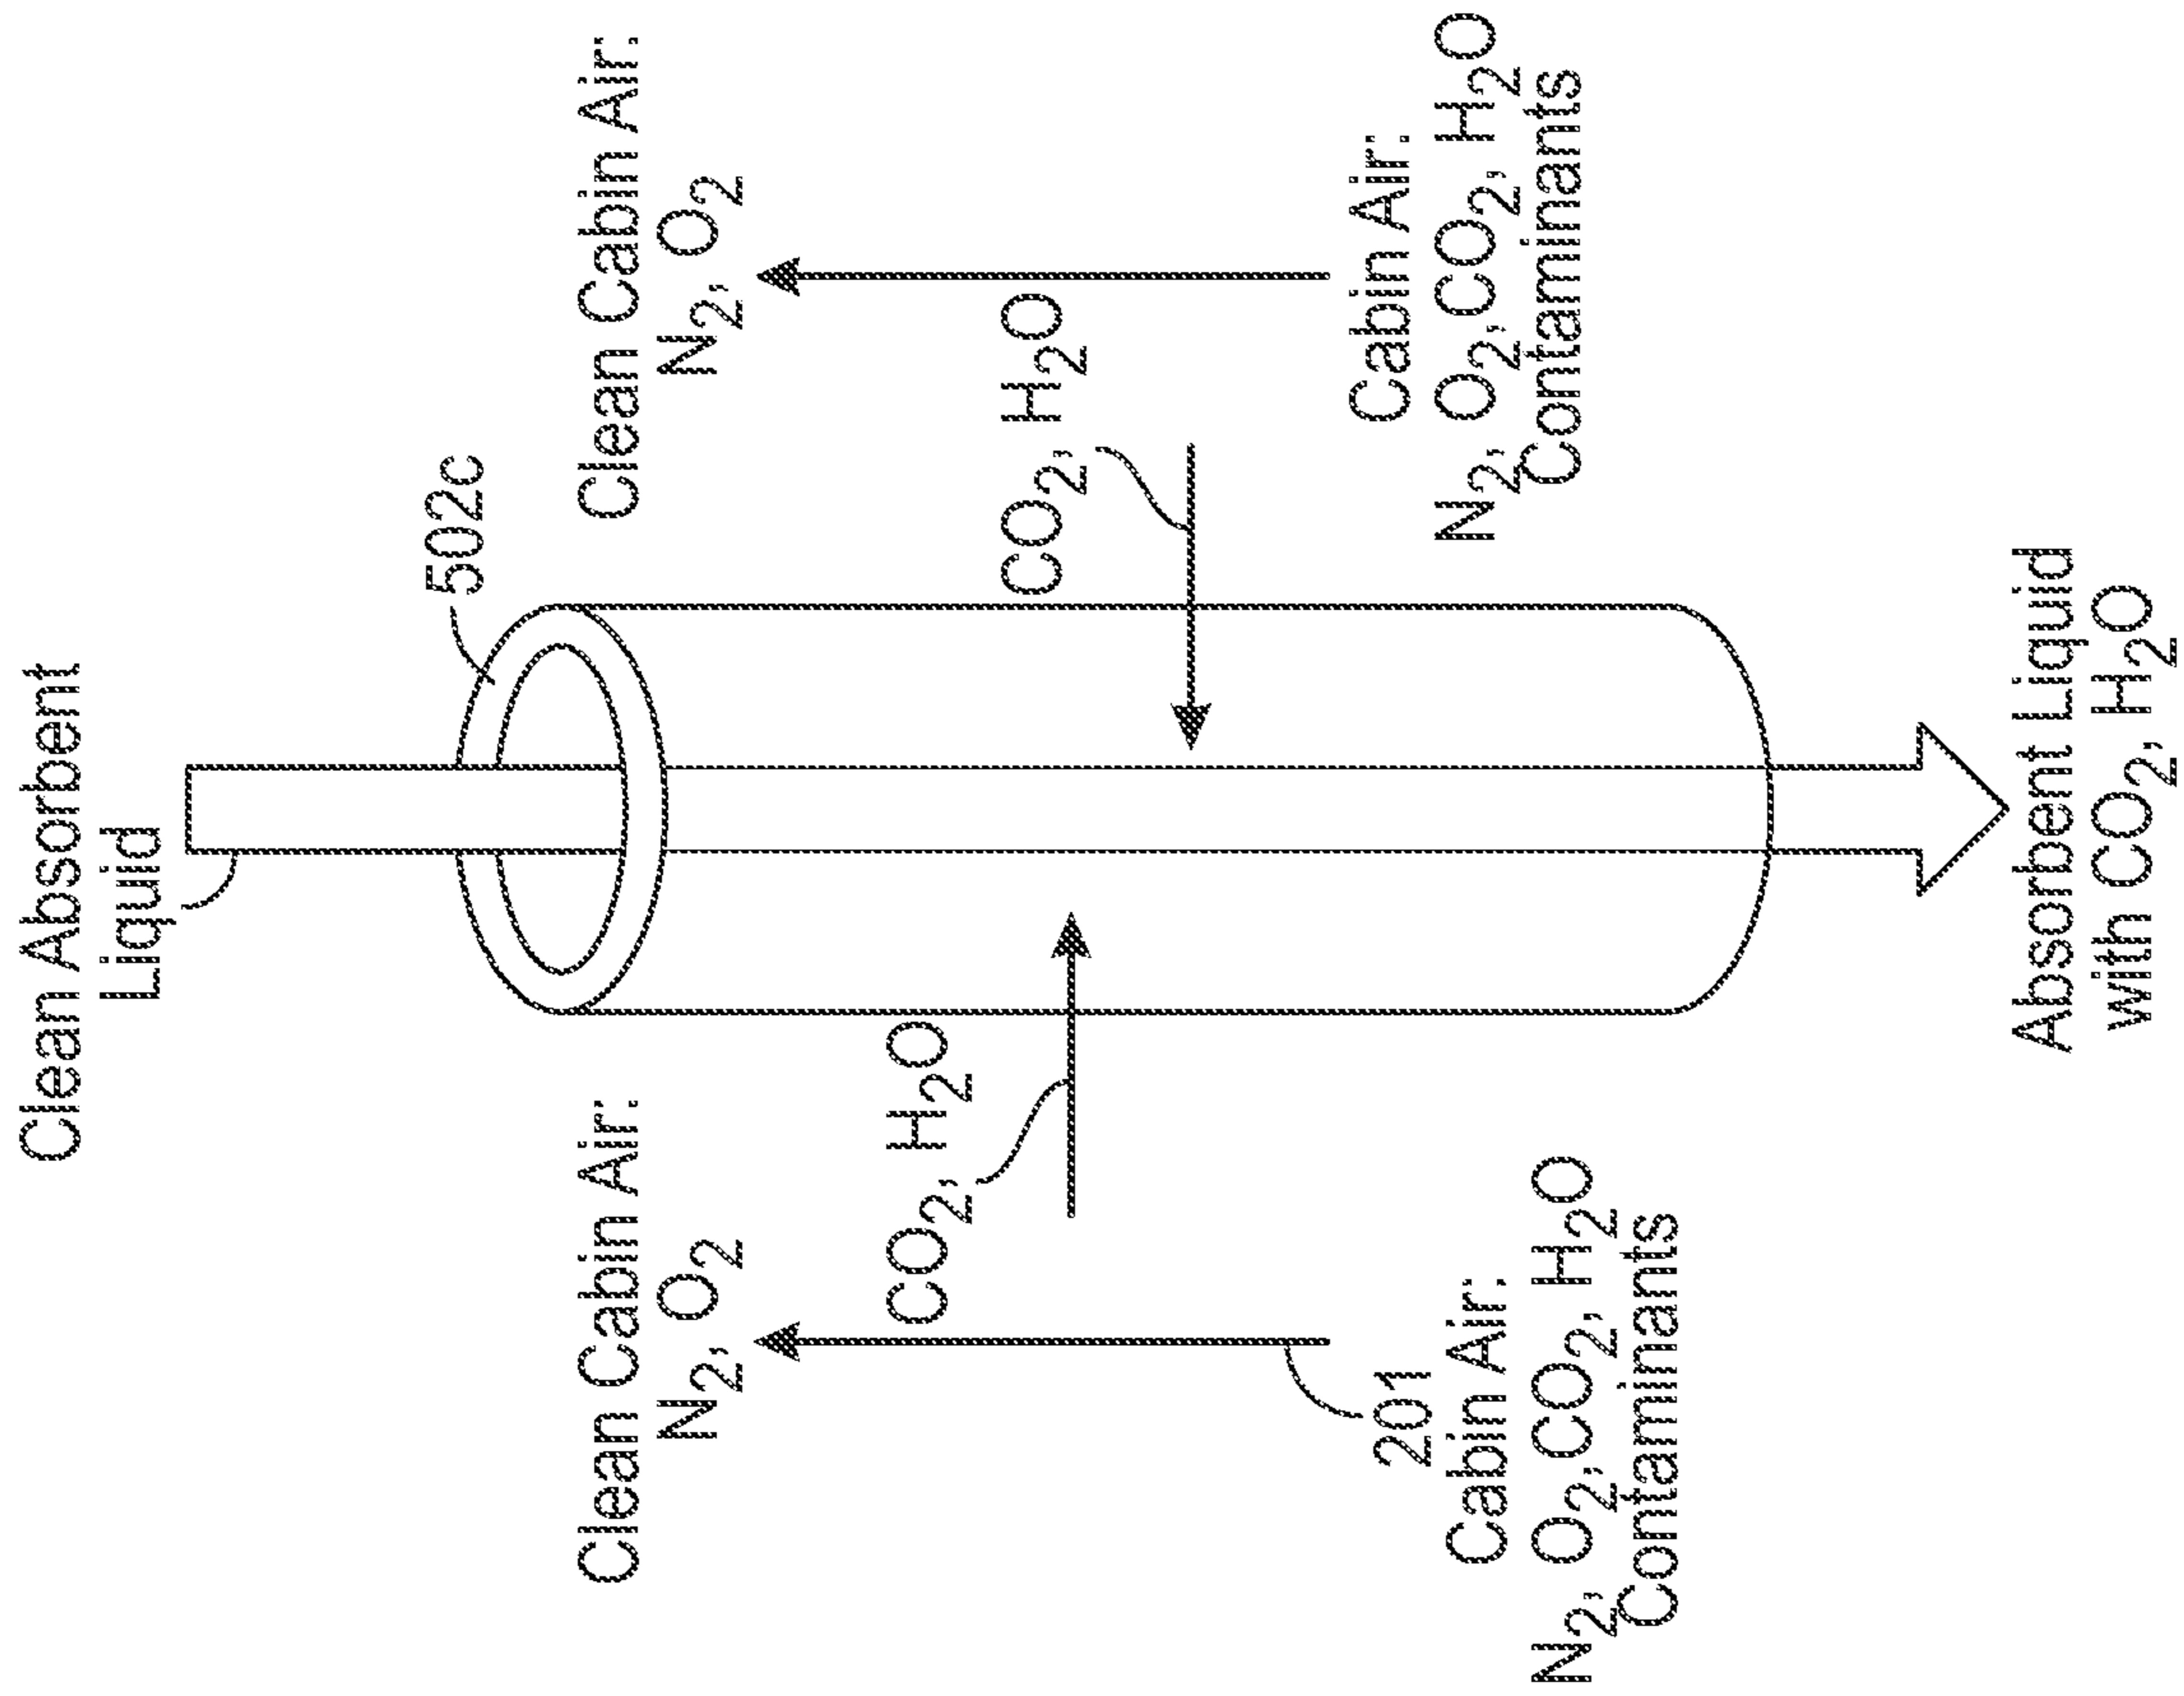 Clean Absorbent
Liquid
502c
Clean Cabin Air:
N2, O2
Clean Cabin Air:
N2, O2
CO2, H2O
CO2, H2O
201
Cabin Air:
N2, O2,CO2, H2O
Contaminants
Cabin Air:
N2, O2,CO2, H2O
Contaminants
Absorbent Liquid
with CO2, H2O